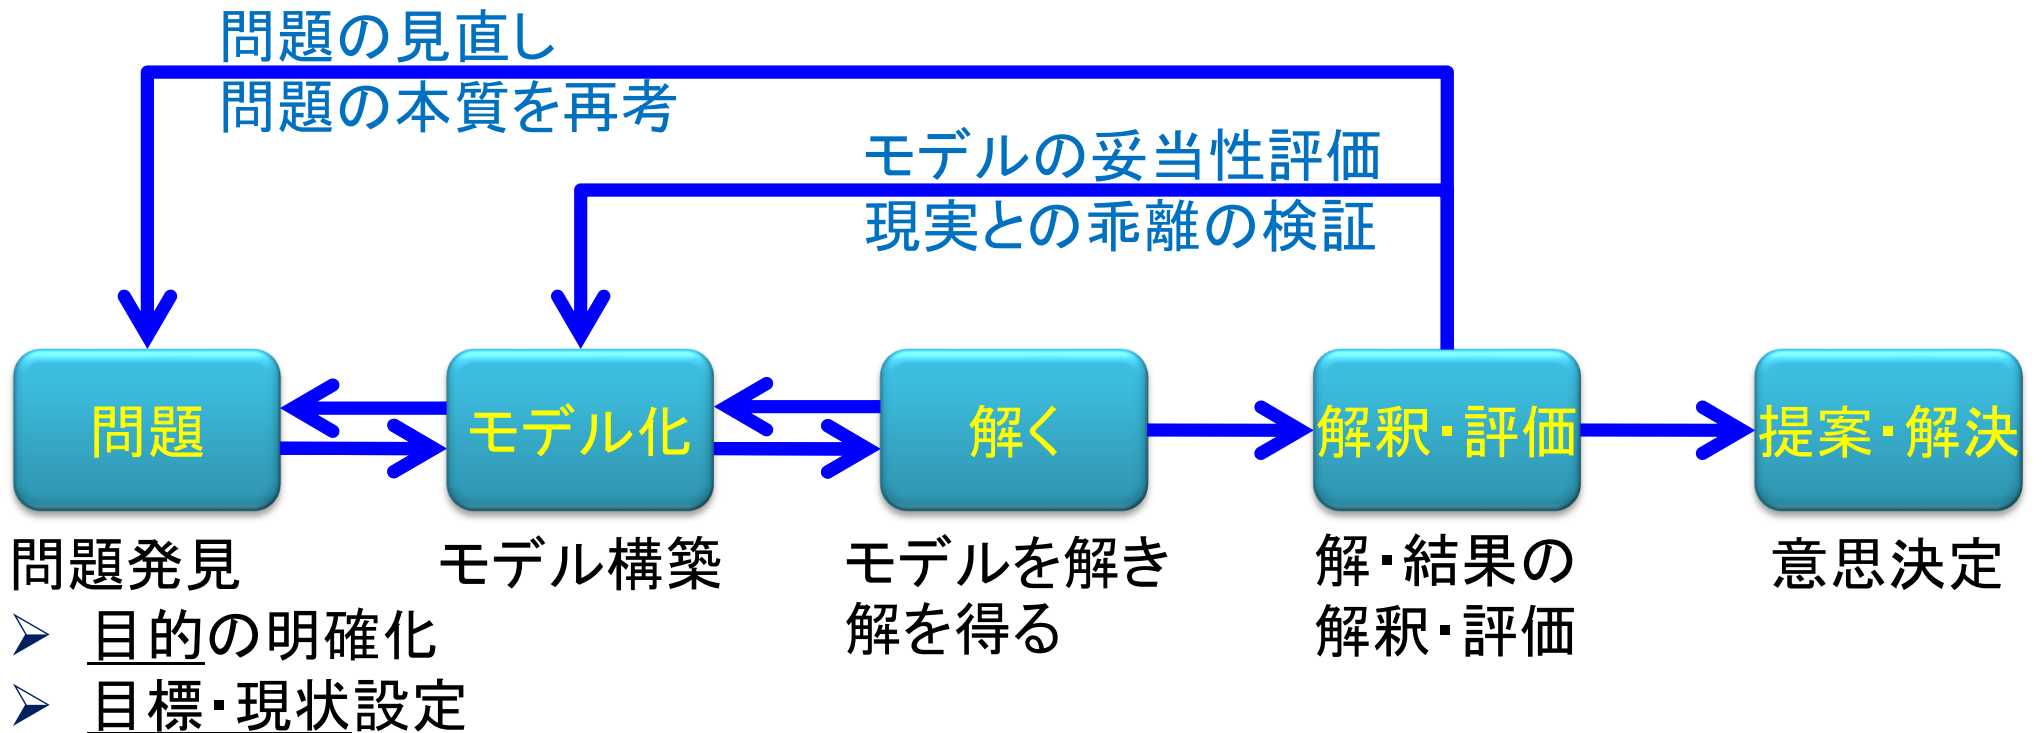 問題の見直し
問題の本質を再考
モデルの妥当性評価
現実との乖離の検証
問題
モデル化
解く
解釈・評価
提案・解決
問題発見
➢ 目的の明確化
➢ 目標・現状設定
モデル構築
モデルを解き
解を得る
解・結果の
解釈・評価
意思決定